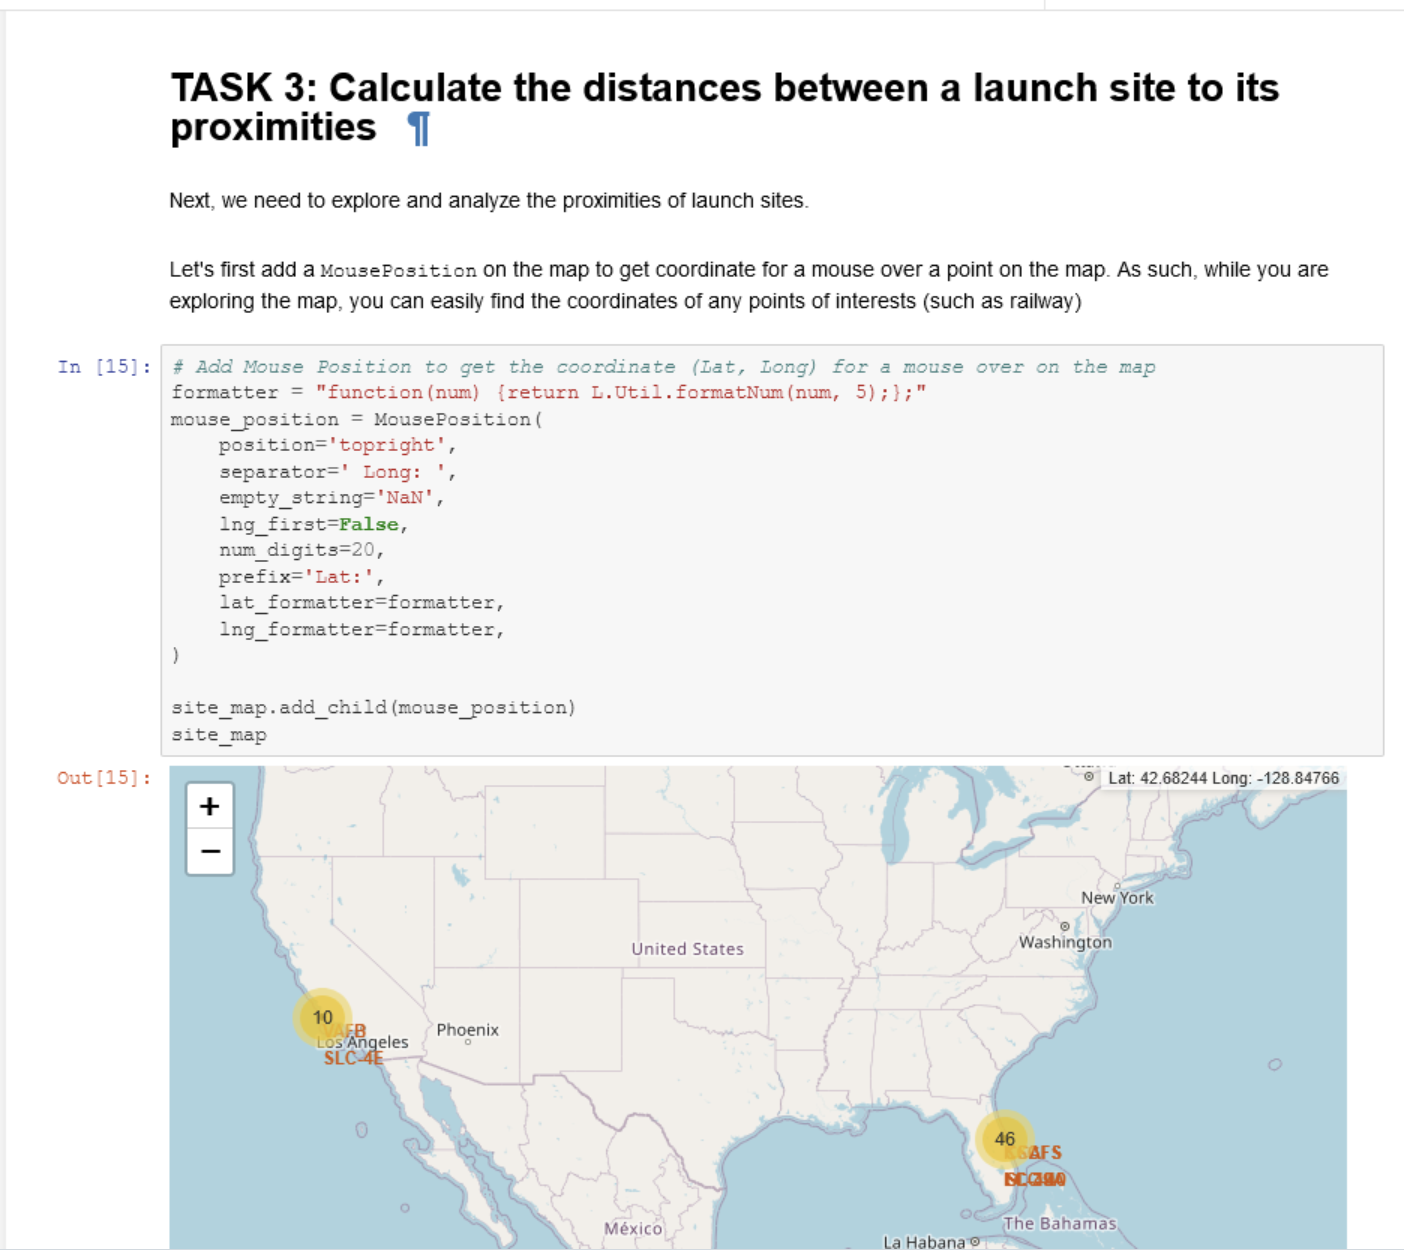 TASK 3: Calculate the distances between a launch site to its
proximities ¶
Next, we need to explore and analyze the proximities of launch sites.
Let's first add a MousePosition on the map to get coordinate for a mouse over a point on the map. As such, while you are
exploring the map, you can easily find the coordinates of any points of interests (such as railway)
In [15]:
# Add Mouse Position to get the coordinate (Lat, Long) for a mouse over on the map
formatter = "function(num) {return L.Util.formatNum(num, 5);};"
mouse_position = MousePosition(
    position='topright',
    separator=' Long: ',
    empty_string='NaN',
    lng_first=False,
    num_digits=20,
    prefix='Lat:',
    lat_formatter=formatter,
    lng_formatter=formatter,
)
site_map.add_child(mouse_position)
site_map
Out[15]:
Lat: 42.68244 Long: -128.84766
+
−
New York
Washington
United States
10
VAFB
Los Angeles
SLC-4E
Phoenix
46
México
The Bahamas
La Habana